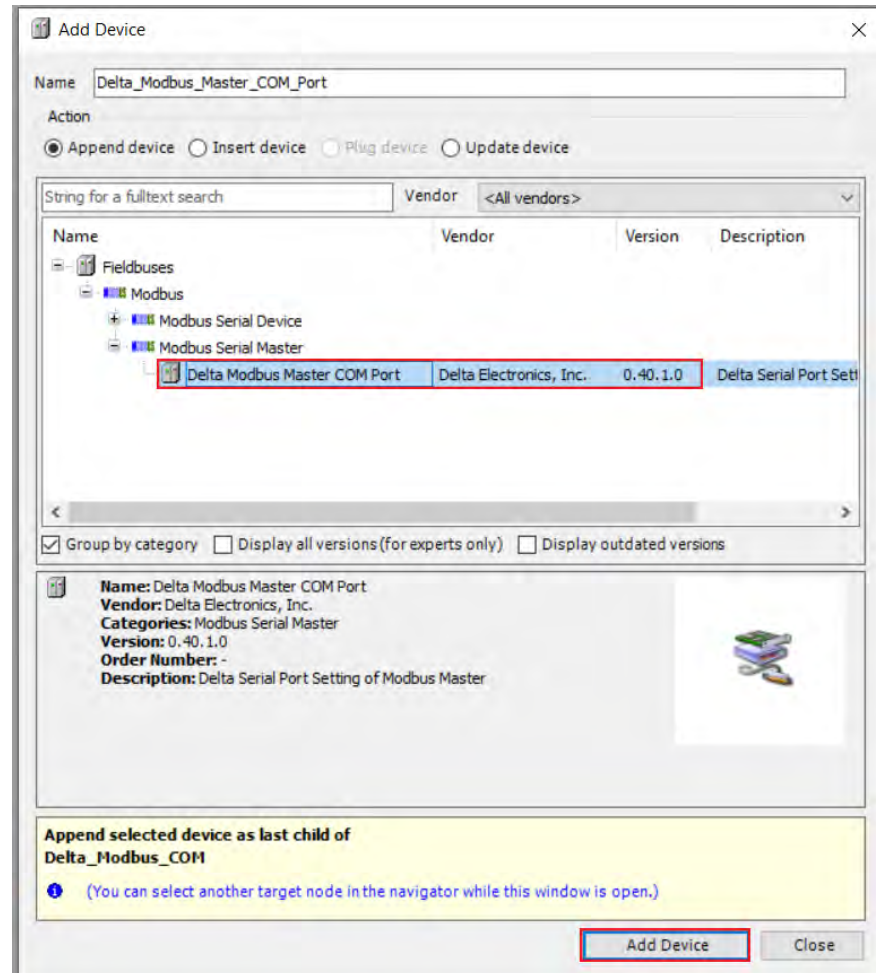 Add Device
Name Delta_Modbus_Master_COM_Port
Action
Append device Insert device Plug device Update device
String for a fulltext search Vendor <All vendors>
Name Vendor Version Description
Fieldbuses
Modbus
Modbus Serial Device
Modbus Serial Master
Delta Modbus Master COM Port Delta Electronics, Inc. 0.40.1.0 Delta Serial Port Sett
Group by category Display all versions (for experts only) Display outdated versions
Name: Delta Modbus Master COM Port
Vendor: Delta Electronics, Inc.
Categories: Modbus Serial Master
Version: 0.40.1.0
Order Number: -
Description: Delta Serial Port Setting of Modbus Master
Append selected device as last child of
Delta_Modbus_COM
(You can select another target node in the navigator while this window is open.)
Add Device Close